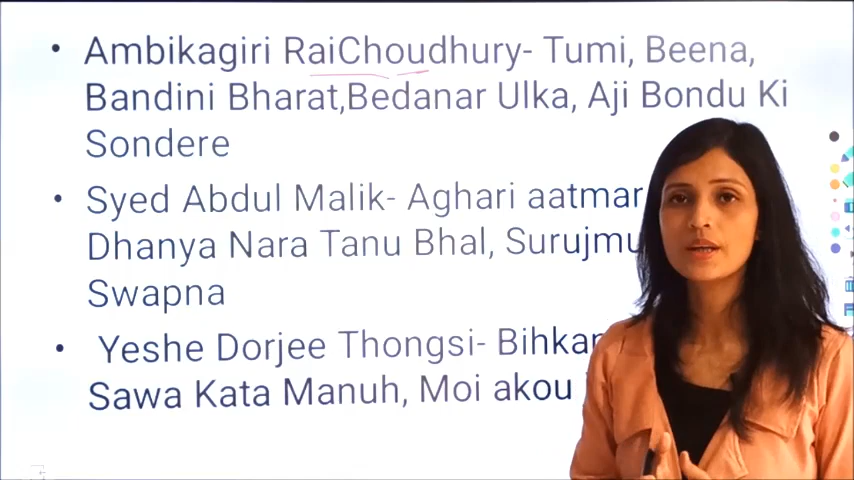 • Ambikagiri RaiChoudhury- Tumi, Beena,
Bandini Bharat,Bedanar Ulka, Aji Bondu Ki
Sondere
• Syed Abdul Malik- Aghari aatmar
Dhanya Nara Tanu Bhal, Surujmu
Swapna
• Yeshe Dorjee Thongsi-
Sawa Kata Manuh, Moi akou